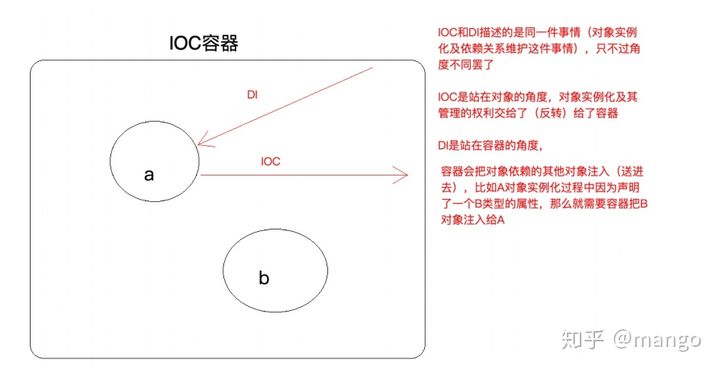 IOC容器
DI
IOC
a
b
IOC和DI描述的是同一件事情（对象实例
化及依赖关系维护这件事情），只不过角
度不同罢了
IOC是站在对象的角度，对象实例化及其
管理的权利交给了（反转）给了容器
DI是站在容器的角度，
容器会把对象依赖的其他对象注入（送进
去），比如A对象实例化过程中因为声明
了一个B类型的属性，那么就需要容器把B
对象注入给A
知乎 @mango